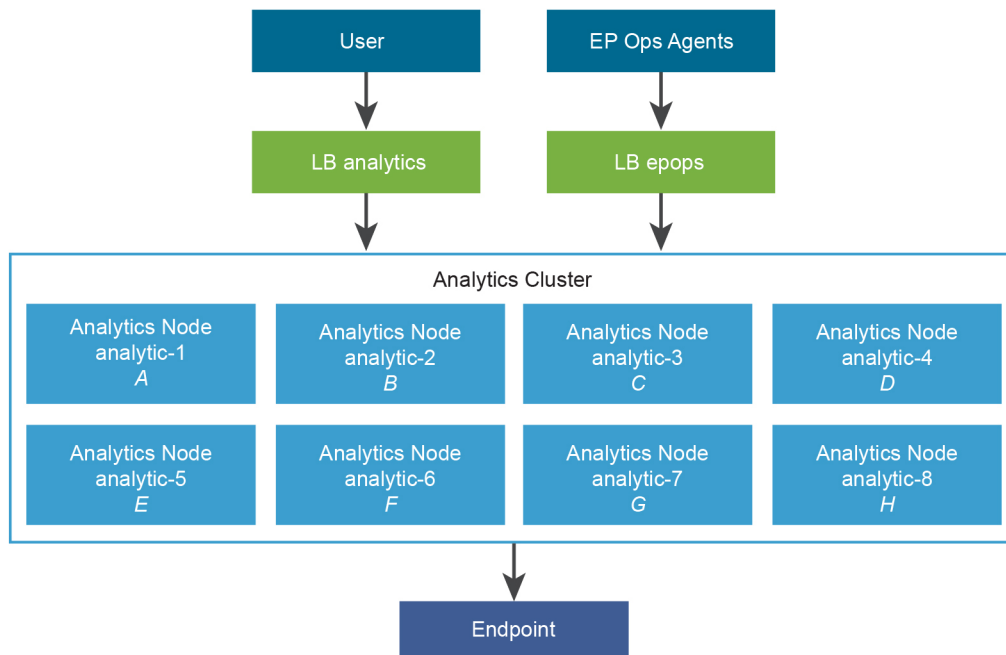 User
EP Ops Agents
LB analytics
LB epops
Analytics Cluster
Analytics Node
analytic-1
A
Analytics Node
analytic-2
B
Analytics Node
analytic-3
C
Analytics Node
analytic-4
D
Analytics Node
analytic-5
E
Analytics Node
analytic-6
F
Analytics Node
analytic-7
G
Analytics Node
analytic-8
H
Endpoint